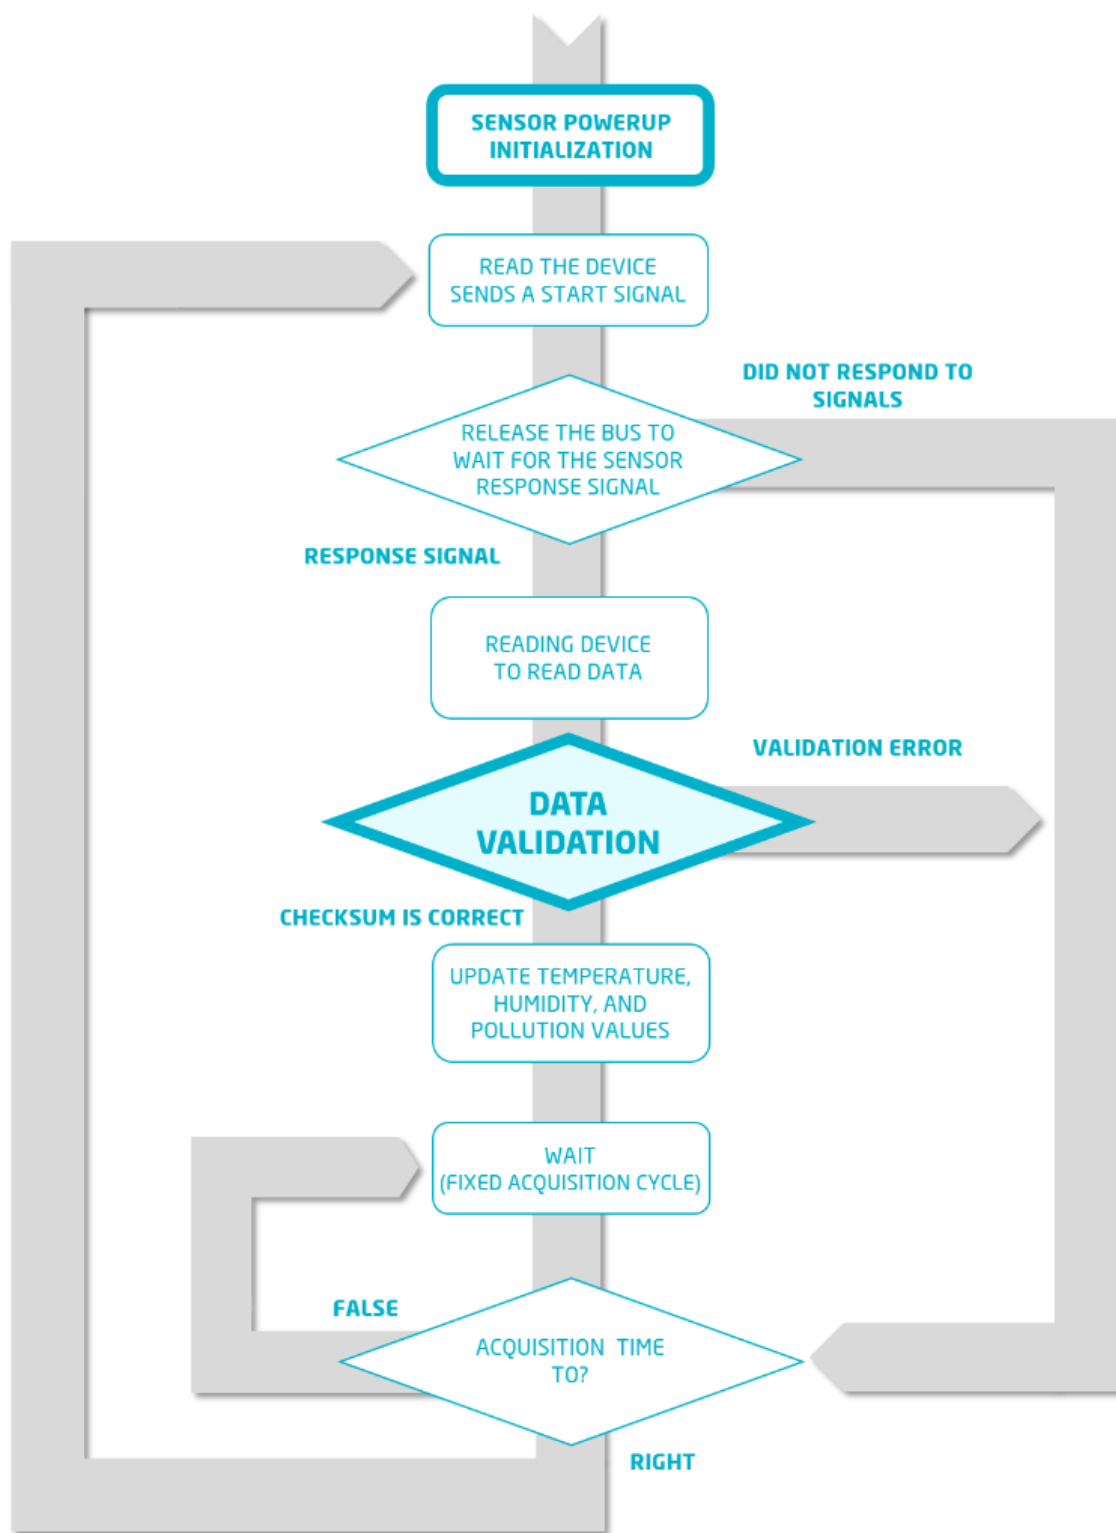 SENSOR POWERUP
INITIALIZATION
READ THE DEVICE
SENDS A START SIGNAL
DID NOT RESPOND TO
SIGNALS
RELEASE THE BUS TO
WAIT FOR THE SENSOR
RESPONSE SIGNAL
RESPONSE SIGNAL
READING DEVICE
TO READ DATA
VALIDATION ERROR
DATA
VALIDATION
CHECKSUM IS CORRECT
UPDATE TEMPERATURE,
HUMIDITY, AND
POLLUTION VALUES
WAIT
(FIXED ACQUISITION CYCLE)
FALSE
ACQUISITION TIME
TO?
RIGHT